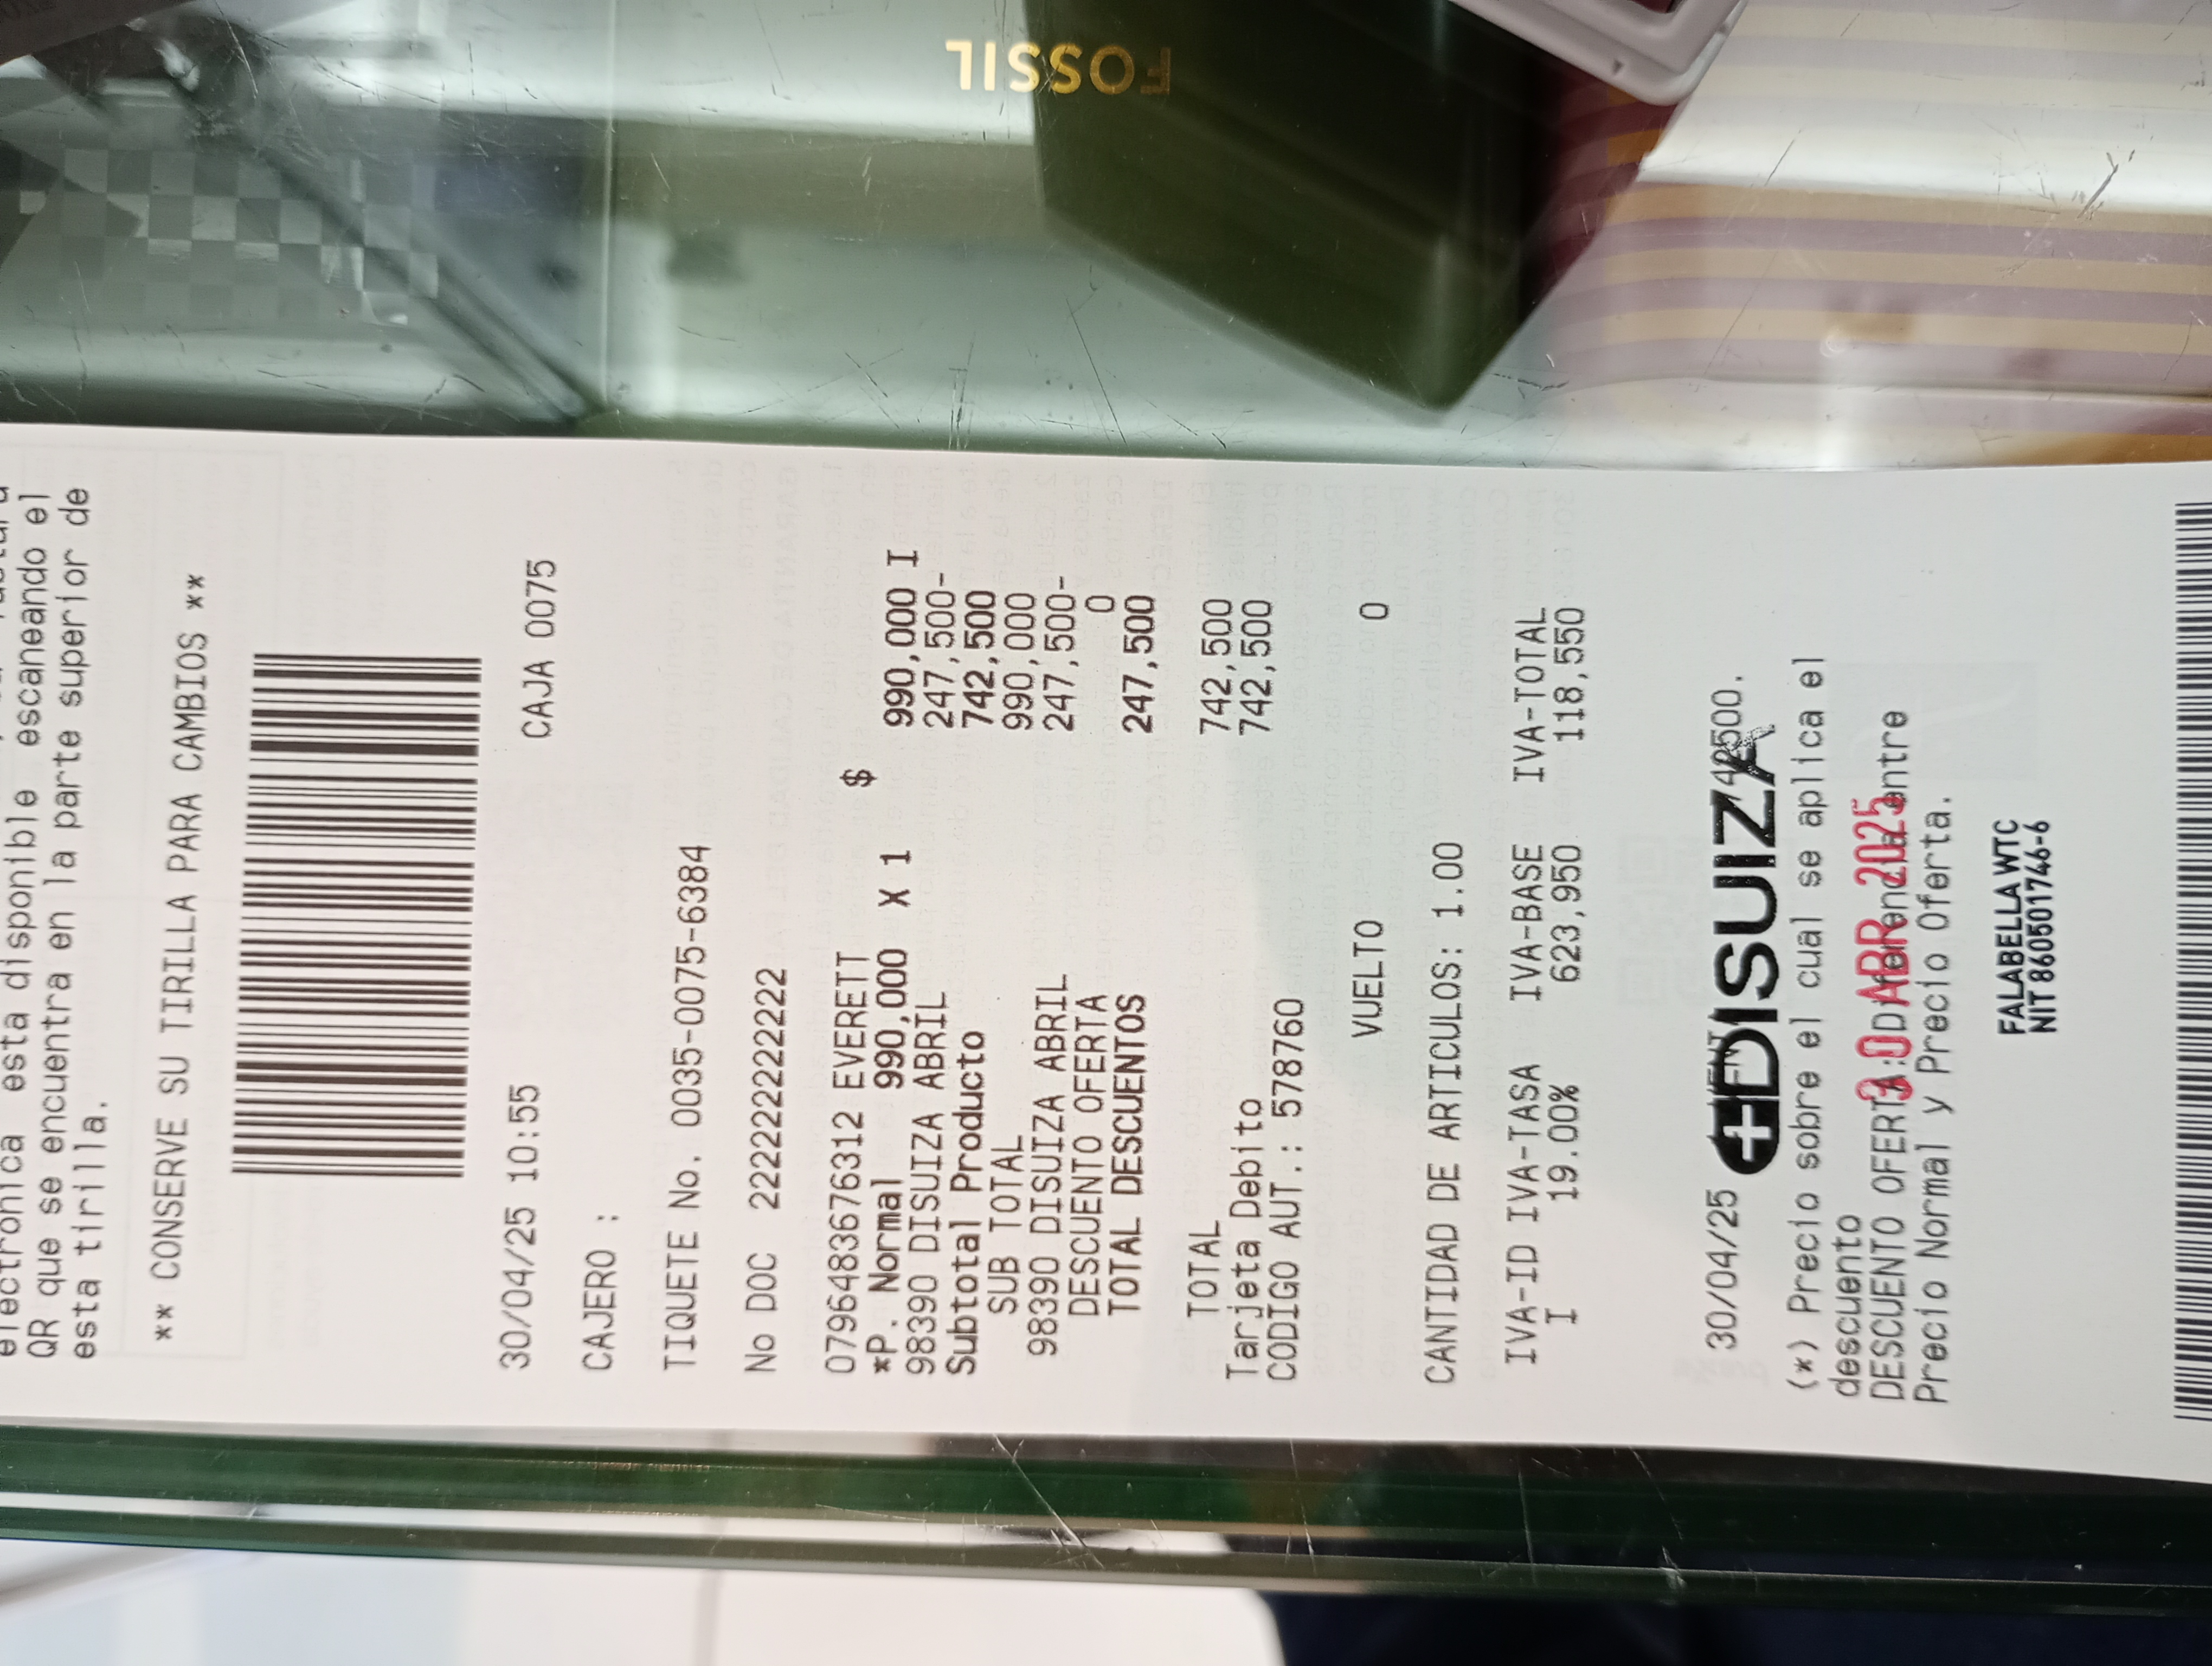 FOSSIL
QR que se encuentra en la parte superior de
esta tirilla.
** CONSERVE SU TIRILLA PARA CAMBIOS **
30/04/25 10:55 CAJA 0075
CAJERO :
TIQUETE No. 0035-0075-6384
No DOC 222222222222
0796483676312 EVERETT $
*P. Normal 990,000 X 1 990,000 I
98390 DISUIZA ABRIL 247,500-
Subtotal Producto 742,500
SUB TOTAL 990,000
98390 DISUIZA ABRIL 247,500-
DESCUENTO OFERTA 0
TOTAL DESCUENTOS 247,500
TOTAL 742,500
Tarjeta Debito 742,500
CODIGO AUT.: 578760
VUELTO 0
CANTIDAD DE ARTICULOS: 1.00
IVA-ID IVA-TASA IVA-BASE IVA-TOTAL
I 19.00% 623,950 118,550
30/04/25
DISUIZA
(*) Precio sobre el cual se aplica el
descuento
DESCUENTO OFERTA: Diferencia entre
30 ABR 2025
Precio Normal y Precio Oferta.
FALABELLA WTC
NIT 860501746-6